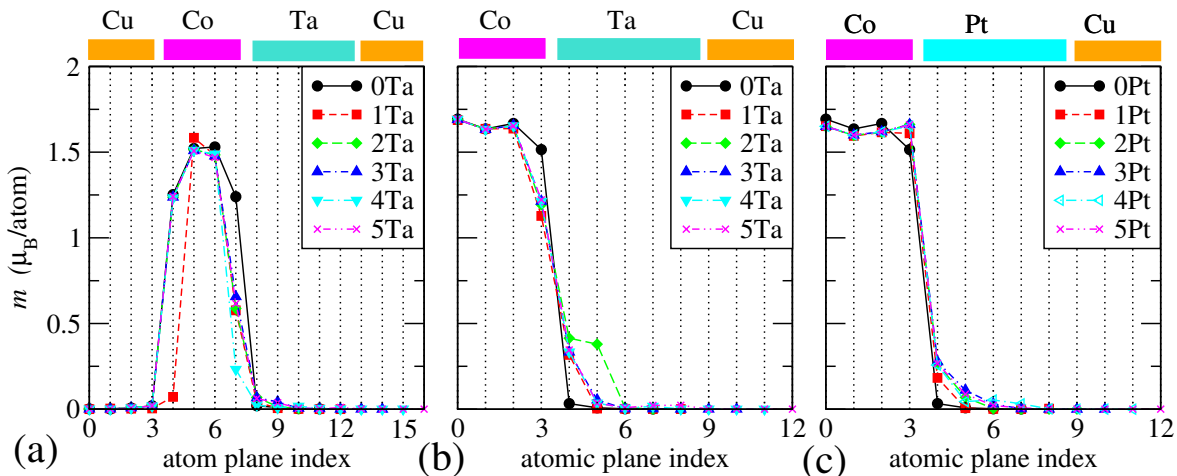 Cu Co Ta Cu
Co Ta Cu
Co Pt Cu
m (μB/atom)
2
1.5
1
0.5
0
0Ta
1Ta
2Ta
3Ta
4Ta
5Ta
0Ta
1Ta
2Ta
3Ta
4Ta
5Ta
0Pt
1Pt
2Pt
3Pt
4Pt
5Pt
0 3 6 9 12 15
0 3 6 9 12
0 3 6 9 12
(a) atom plane index
(b) atomic plane index
(c) atomic plane index